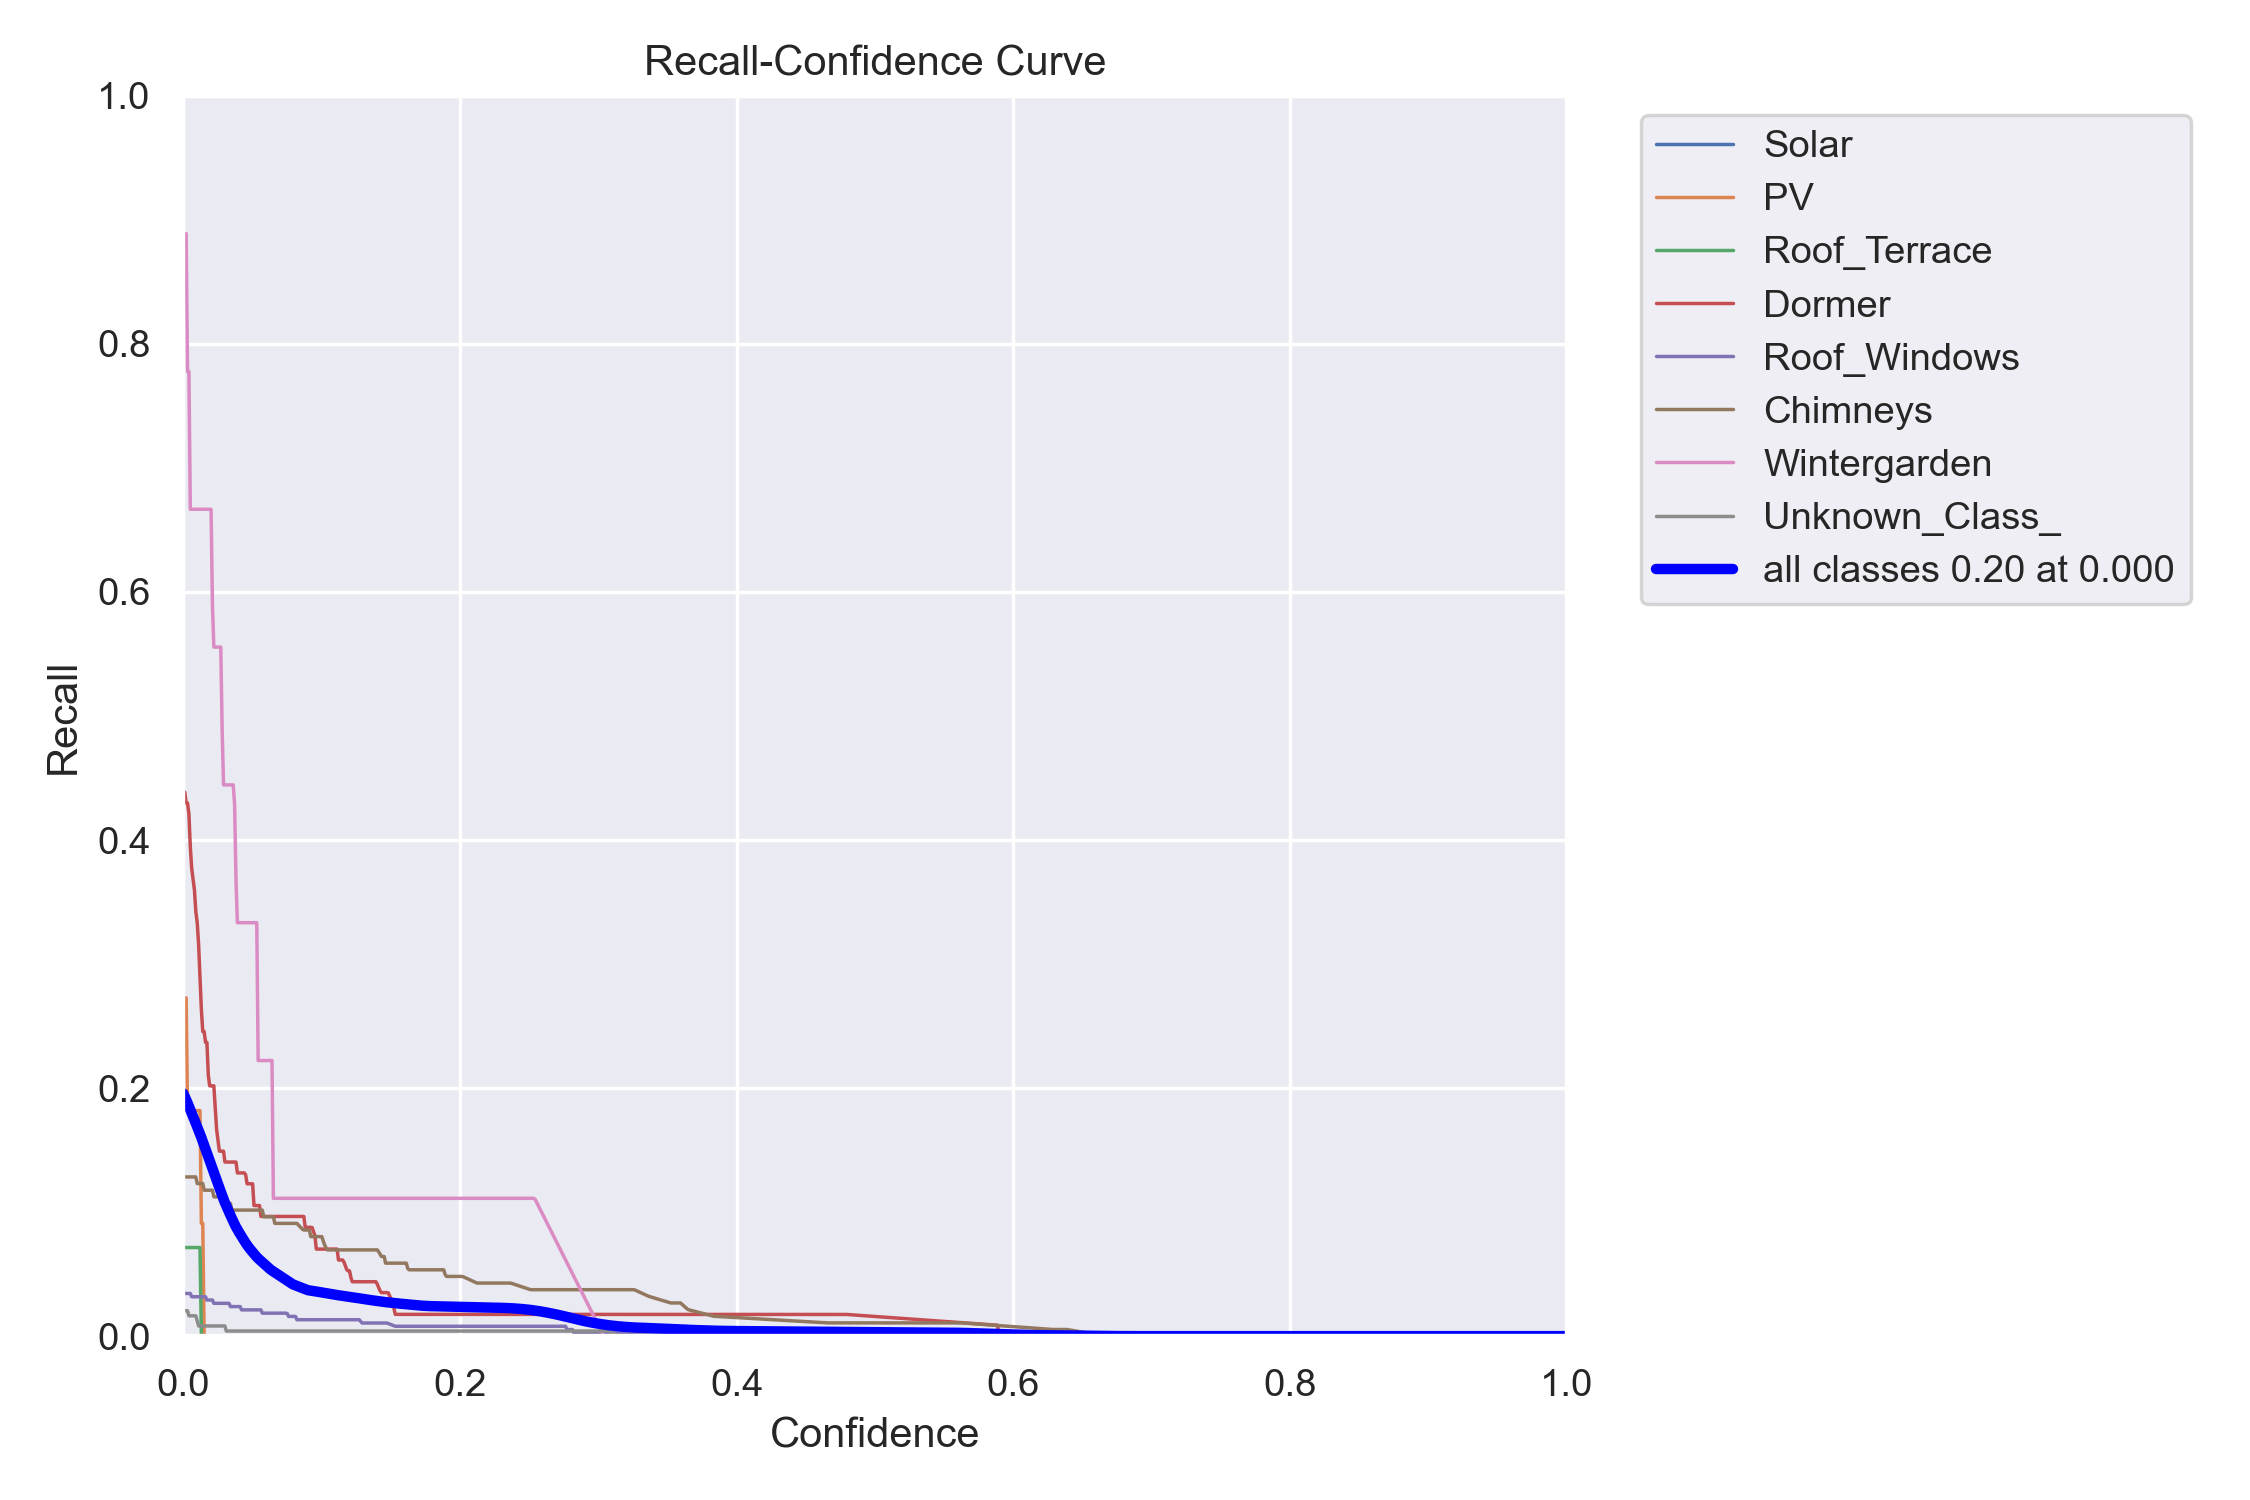 Recall-Confidence Curve
1.0
0.8
0.6
0.4
0.2
0.0
Recall
0.0 0.2 0.4 0.6 0.8 1.0
Confidence
Solar
PV
Roof_Terrace
Dormer
Roof_Windows
Chimneys
Wintergarden
Unknown_Class_
all classes 0.20 at 0.000